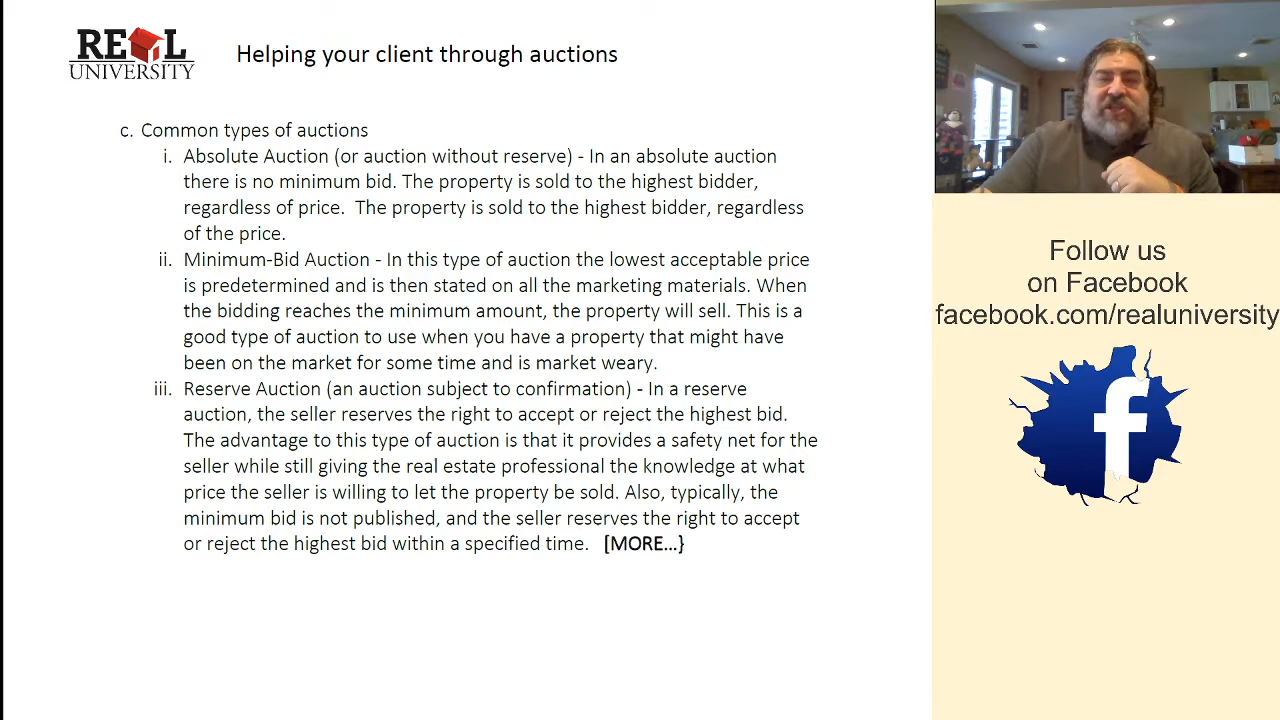 RE L
UNIVERSITY
Helping your client through auctions
c. Common types of auctions
i. Absolute Auction (or auction without reserve) - In an absolute auction
there is no minimum bid. The property is sold to the highest bidder,
regardless of price.  The property is sold to the highest bidder, regardless
of the price.
ii. Minimum-Bid Auction - In this type of auction the lowest acceptable price
is predetermined and is then stated on all the marketing materials. When
the bidding reaches the minimum amount, the property will sell. This is a
good type of auction to use when you have a property that might have
been on the market for some time and is market weary.
iii. Reserve Auction (an auction subject to confirmation) - In a reserve
auction, the seller reserves the right to accept or reject the highest bid.
The advantage to this type of auction is that it provides a safety net for the
seller while still giving the real estate professional the knowledge at what
price the seller is willing to let the property be sold. Also, typically, the
minimum bid is not published, and the seller reserves the right to accept
or reject the highest bid within a specified time.  [MORE...}
Follow us
on Facebook
facebook.com/realuniversity
f